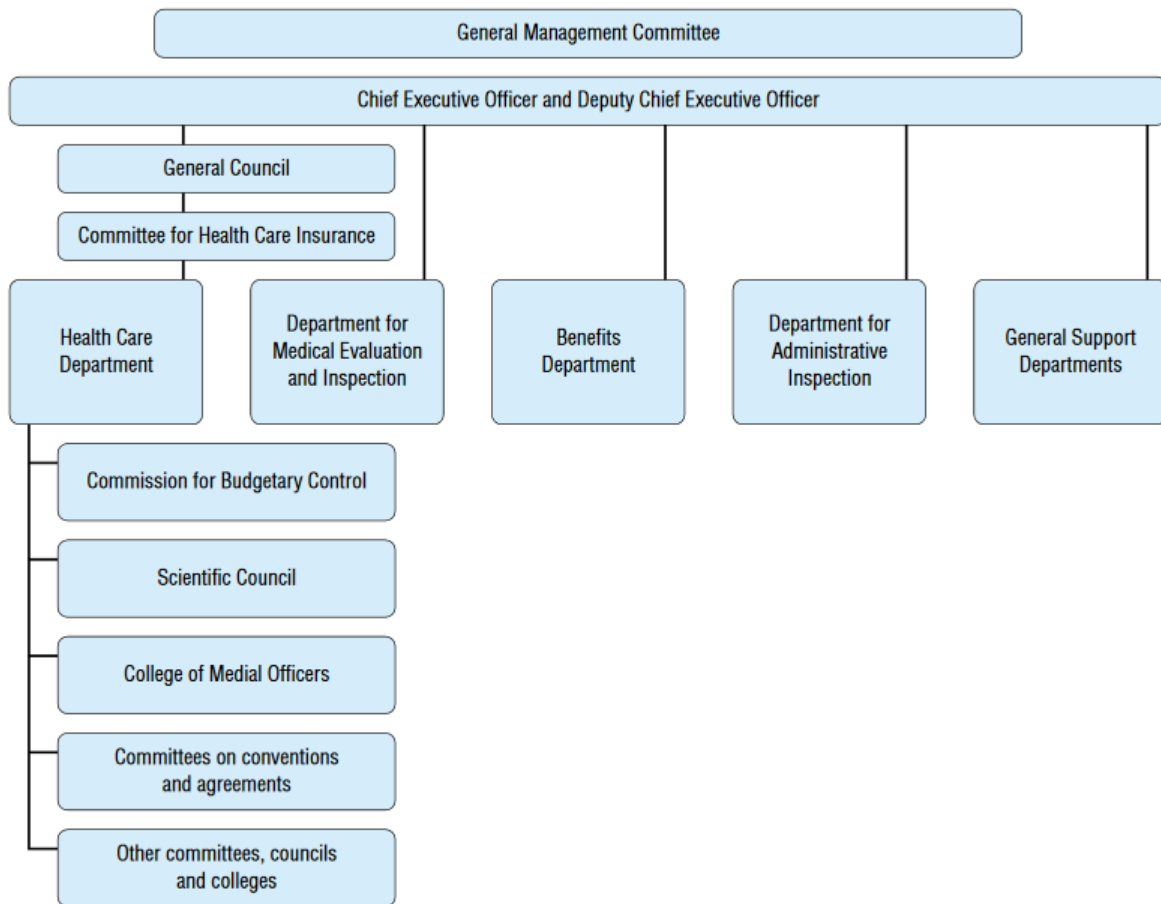 General Management Committee
Chief Executive Officer and Deputy Chief Executive Officer
General Council
Committee for Health Care Insurance
Health Care
Department
Department for
Medical Evaluation
and Inspection
Benefits
Department
Department for
Administrative
Inspection
General Support
Departments
Commission for Budgetary Control
Scientific Council
College of Medial Officers
Committees on conventions
and agreements
Other committees, councils
and colleges